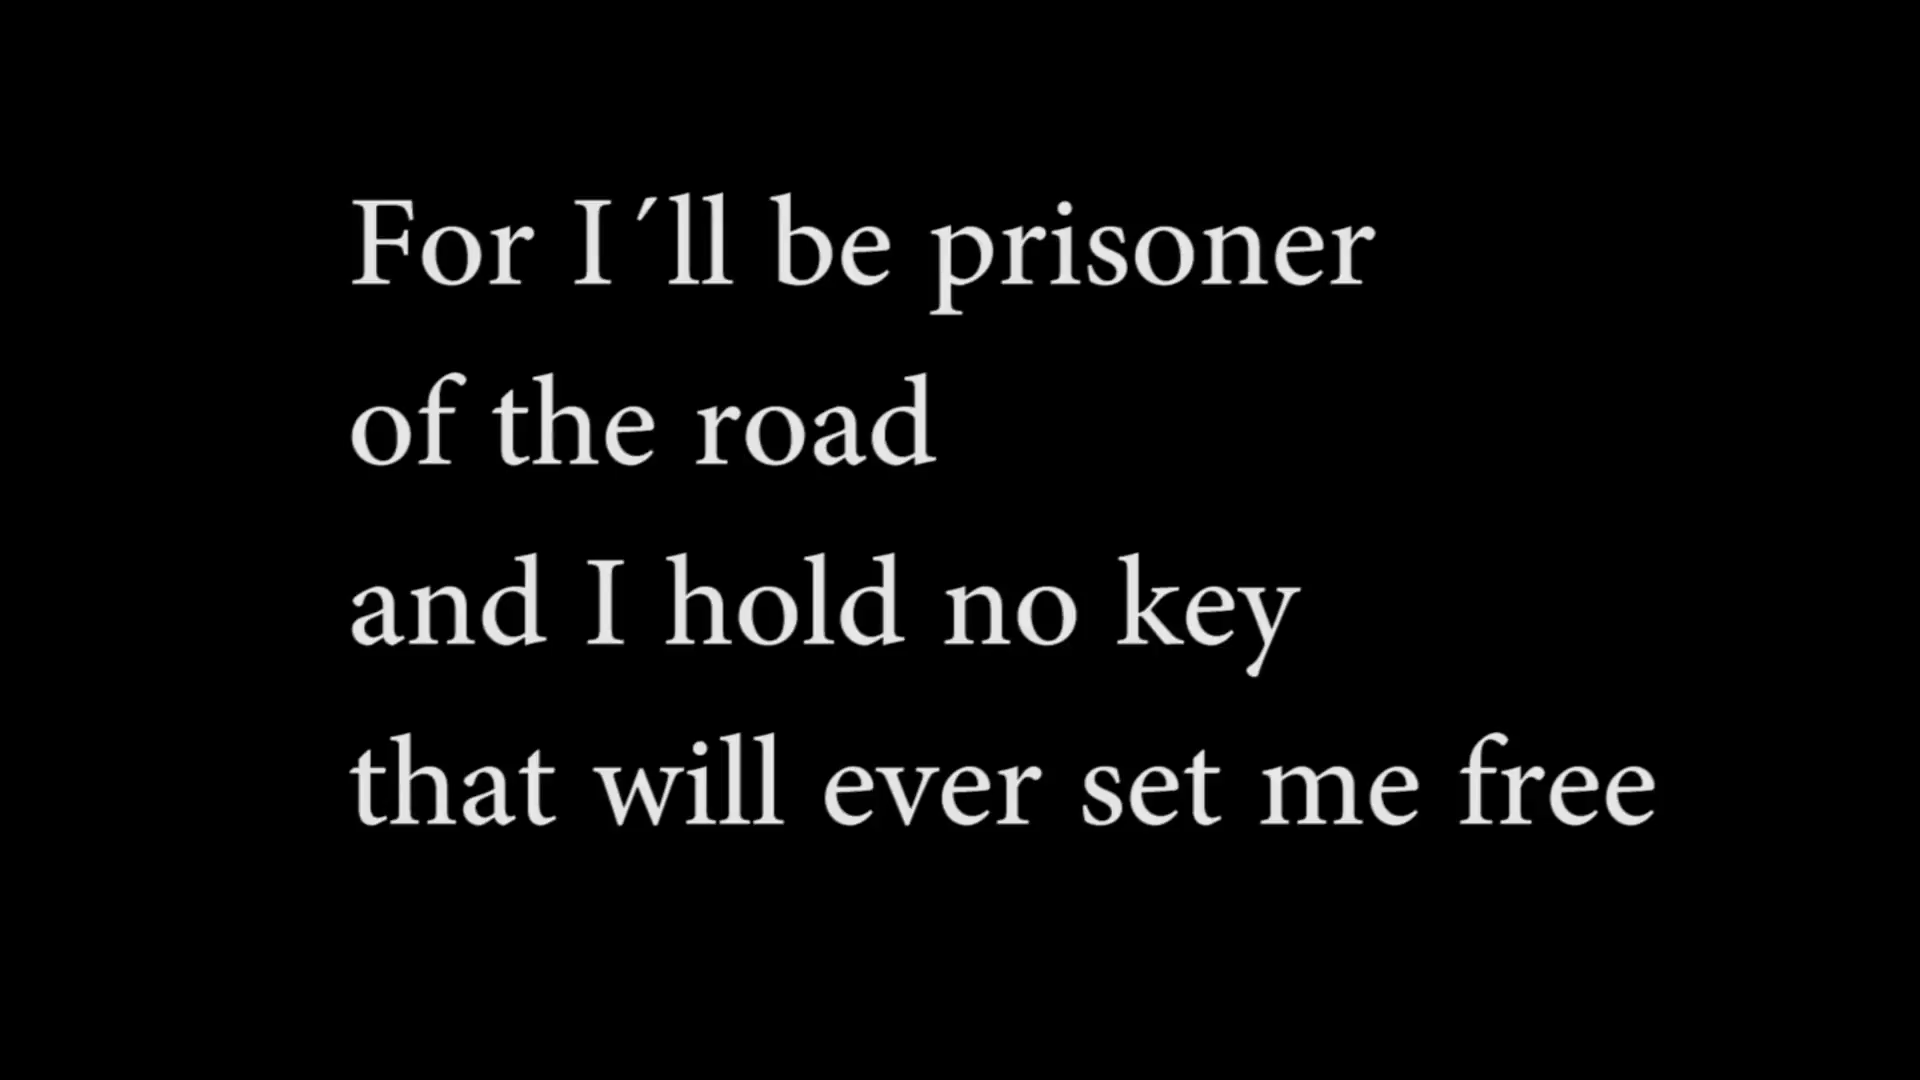 For I´ll be prisoner
of the road
and I hold no key
that will ever set me free